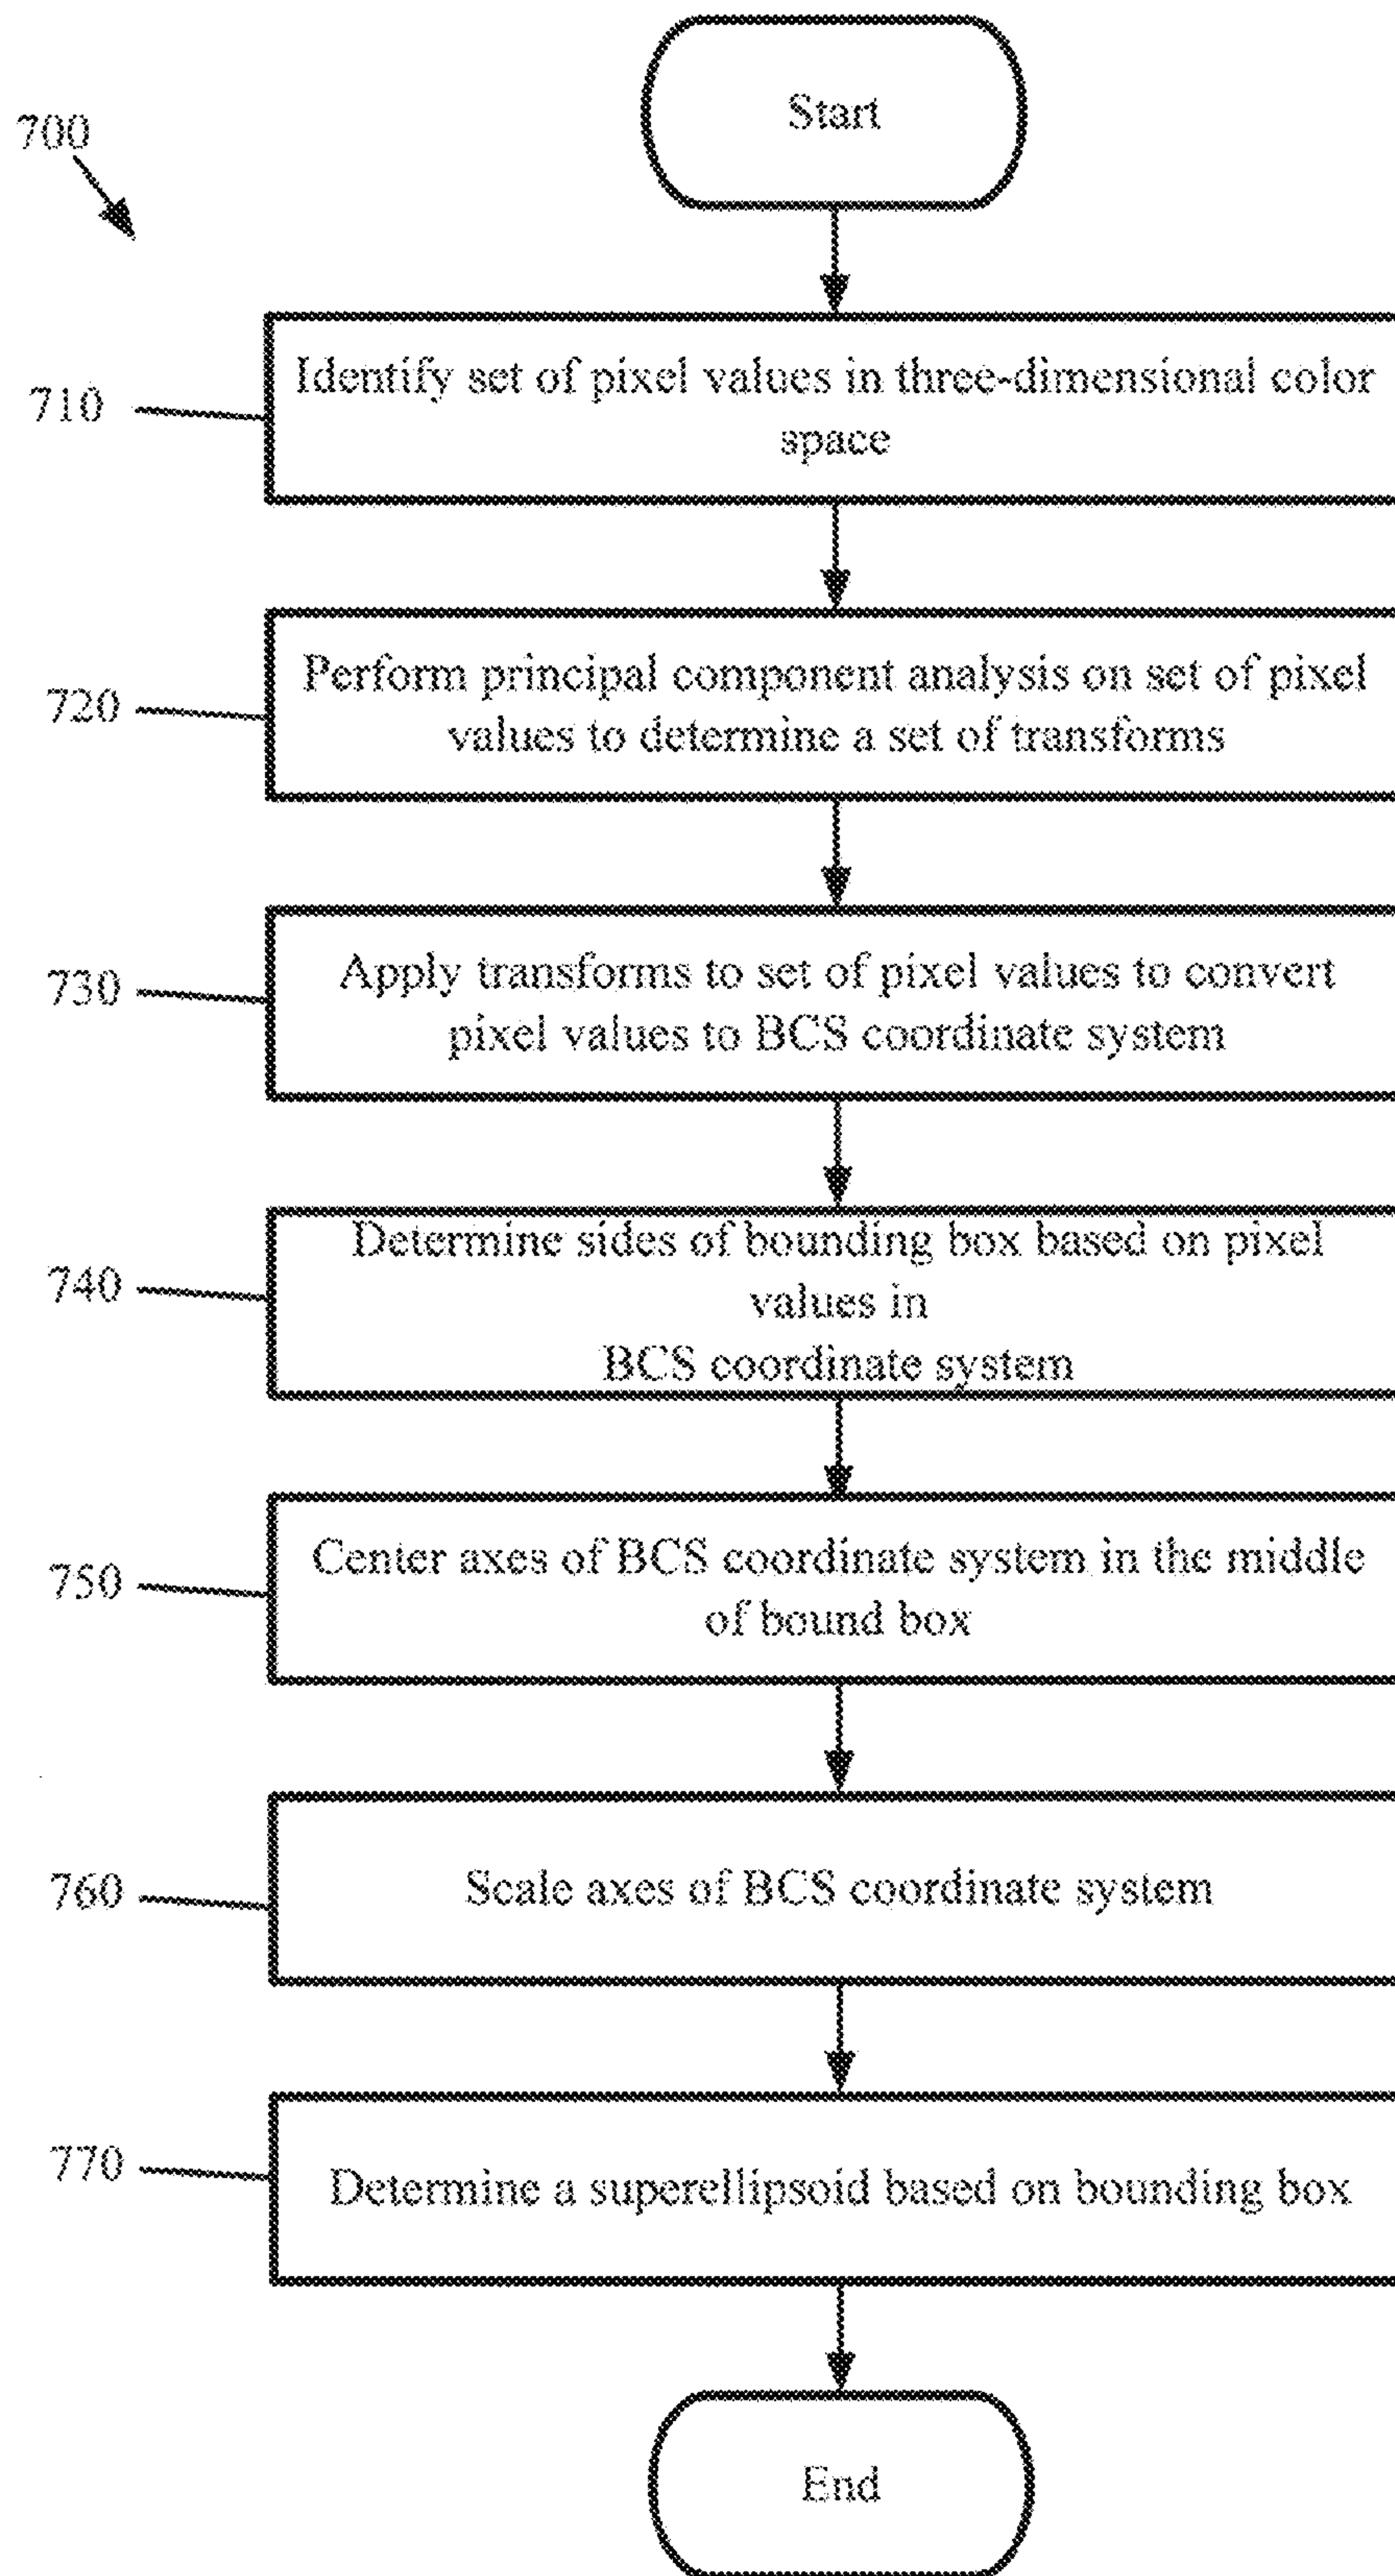 Start
700
710
Identify set of pixel values in three-dimensional color
space
720
Perform principal component analysis on set of pixel
values to determine a set of transforms
730
Apply transforms to set of pixel values to convert
pixel values to BCS coordinate system
740
Determine sides of bounding box based on pixel
values in
BCS coordinate system
750
Center axes of BCS coordinate system in the middle
of bound box
760
Scale axes of BCS coordinate system
770
Determine a superellipsoid based on bounding box
End